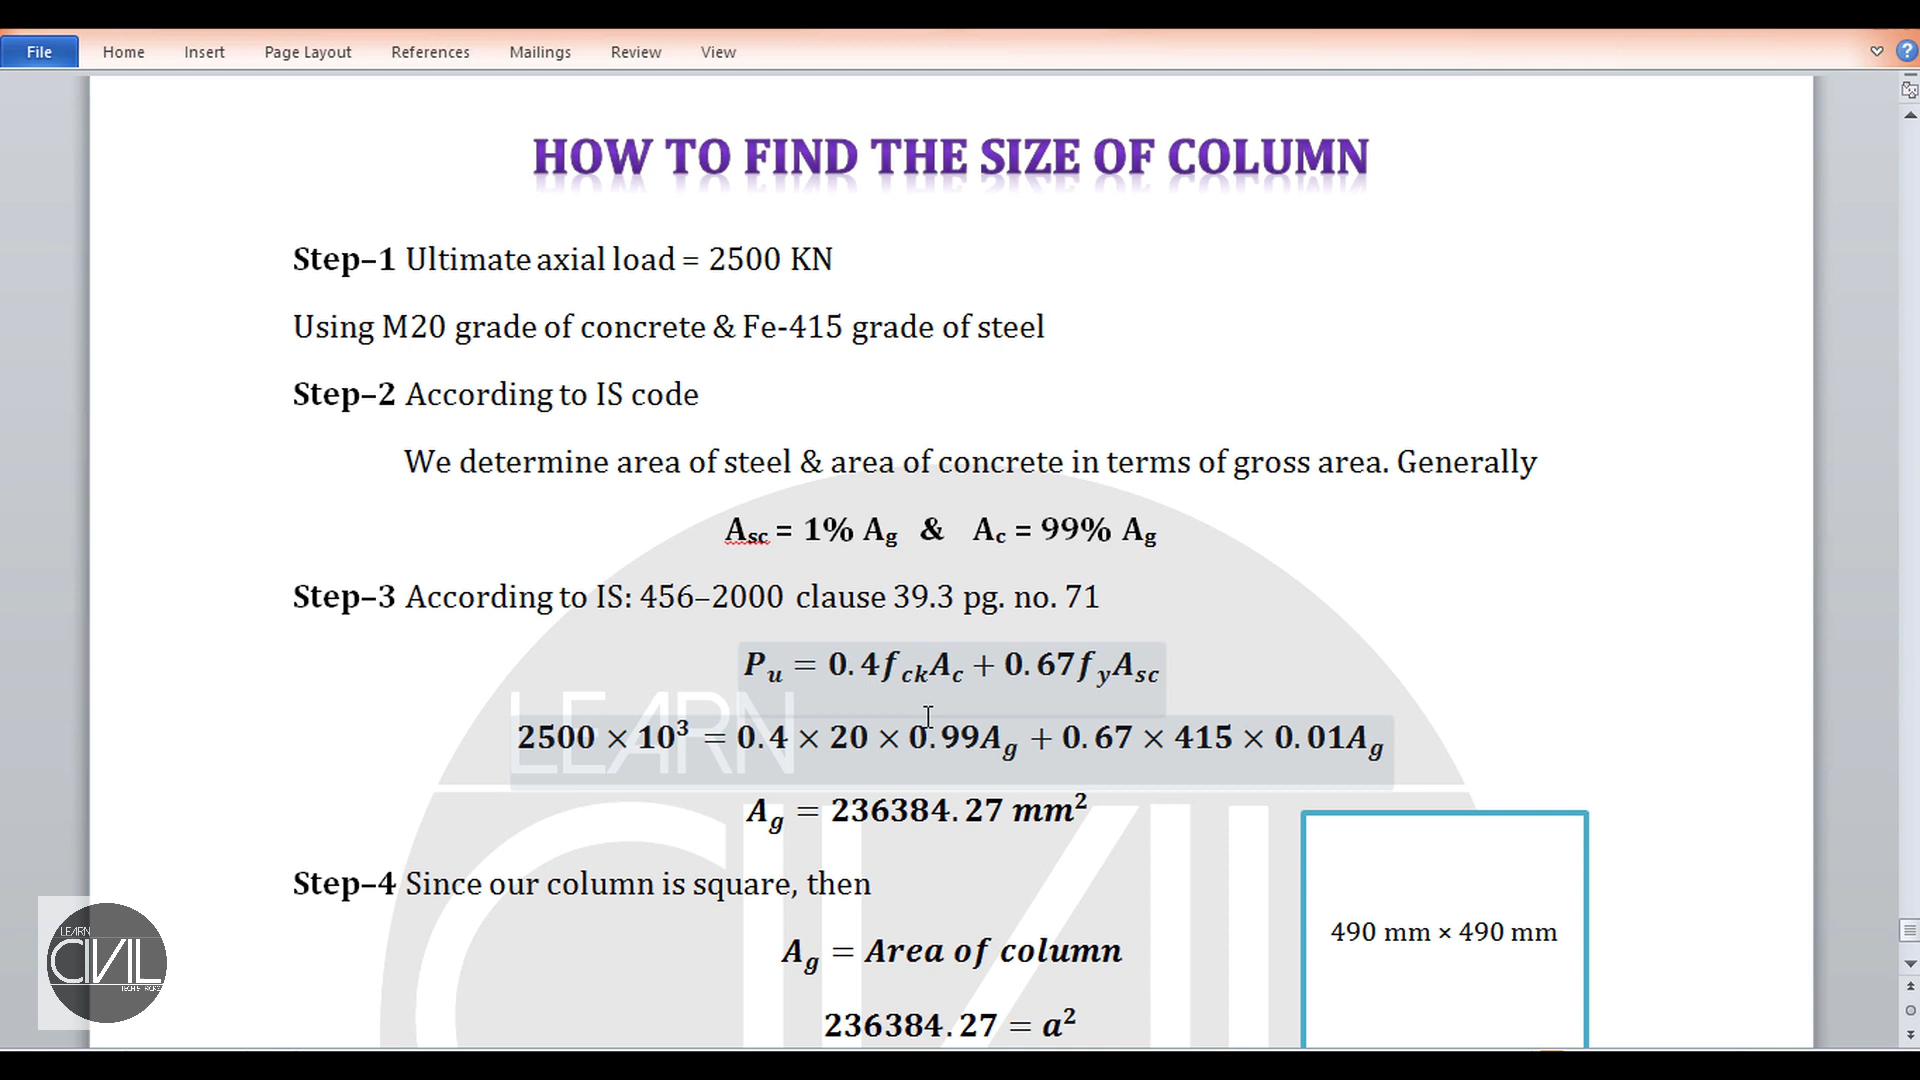 File Home Insert Page Layout References Mailings Review View
HOW TO FIND THE SIZE OF COLUMN
Step–1 Ultimate axial load = 2500 KN
Using M20 grade of concrete & Fe-415 grade of steel
Step–2 According to IS code
We determine area of steel & area of concrete in terms of gross area. Generally
Asc = 1% Ag & Ac = 99% Ag
Step–3 According to IS: 456–2000 clause 39.3 pg. no. 71
Pu = 0.4fckAc + 0.67fyAsc
2500 × 10³ = 0.4 × 20 × 0.99Ag + 0.67 × 415 × 0.01Ag
Ag = 236384.27 mm²
Step–4 Since our column is square, then
490 mm × 490 mm
Ag = Area of column
236384.27 = a²
LEARN
CIVIL
LEARN
CIVIL